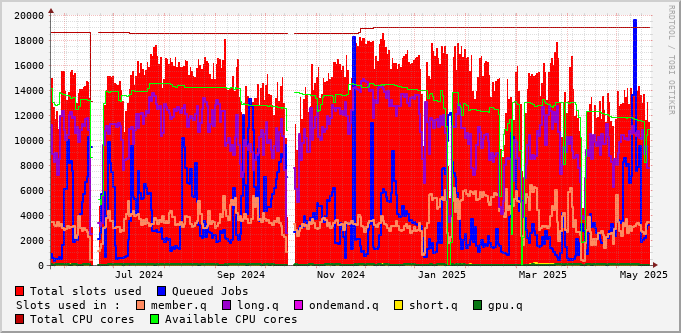 20000
18000
16000
14000
12000
10000
8000
6000
4000
2000
0
Jul 2024 Sep 2024 Nov 2024 Jan 2025 Mar 2025 May 2025
RRDTOOL / TOBI OETIKER
Total slots used Queued Jobs
Slots used in : member.q long.q ondemand.q short.q gpu.q
Total CPU cores Available CPU cores